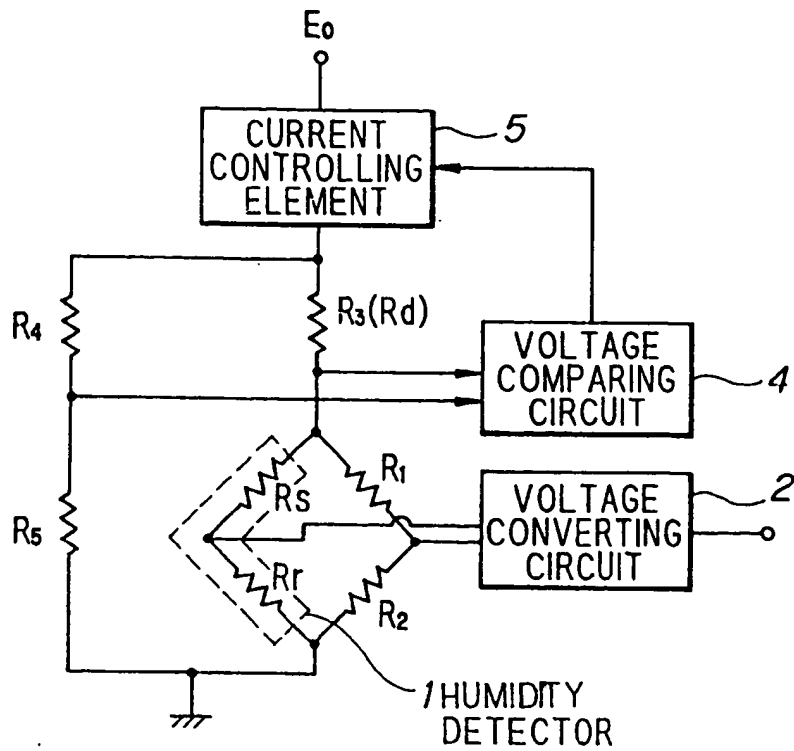 E0
CURRENT
CONTROLLING
ELEMENT
5
R4
R3(Rd)
VOLTAGE
COMPARING
CIRCUIT
4
R5
Rs
R1
VOLTAGE
CONVERTING
CIRCUIT
2
Rr
R2
1 HUMIDITY
DETECTOR